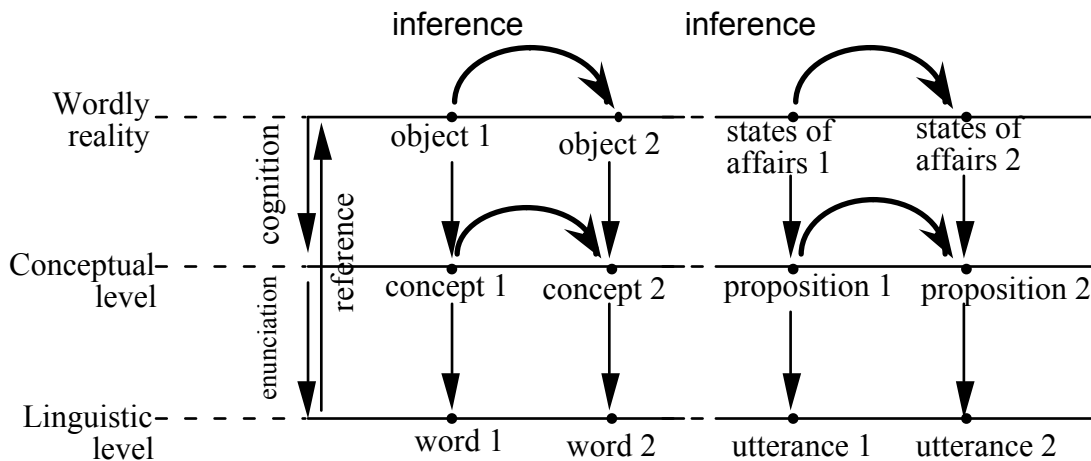 inference inference
Wordly
reality
object 1 object 2 states of
affairs 1 states of
affairs 2
cognition
reference
Conceptual
level
concept 1 concept 2 proposition 1 proposition 2
enunciation
Linguistic
level
word 1 word 2 utterance 1 utterance 2